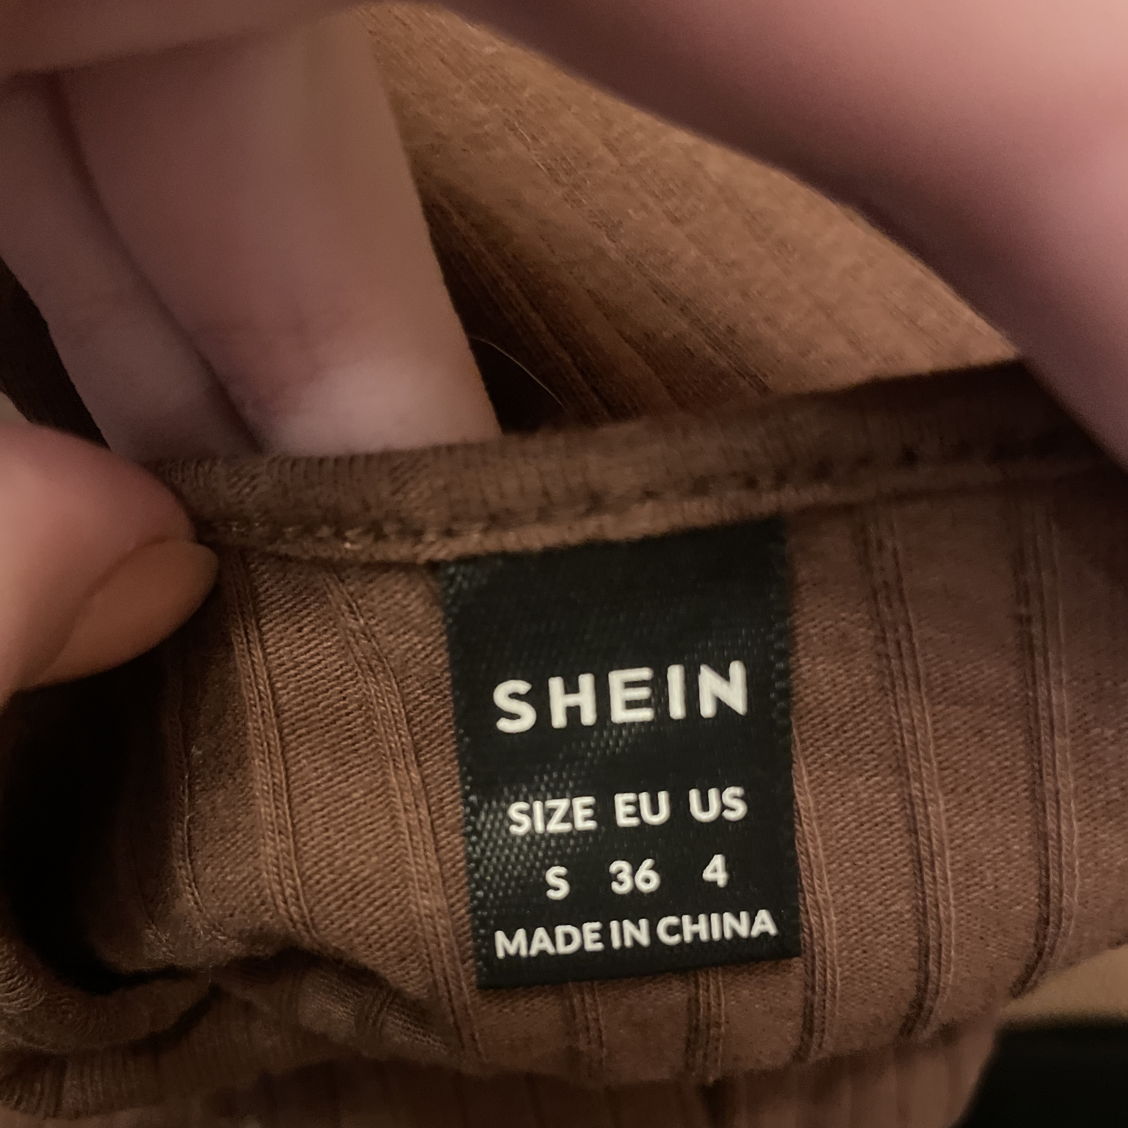 SHEIN
SIZE EU US
S 36 4
MADE IN CHINA